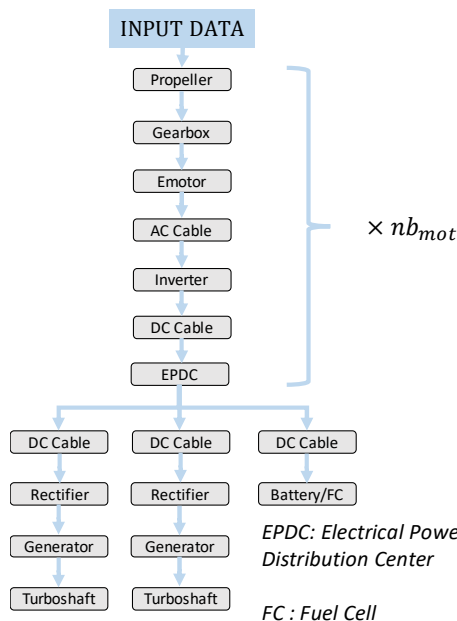 INPUT DATA
Propeller
Gearbox
Emotor
AC Cable
Inverter
DC Cable
EPDC
× nb_mot
DC Cable DC Cable DC Cable
Rectifier Rectifier Battery/FC
Generator Generator
Turboshaft Turboshaft
EPDC: Electrical Powe
Distribution Center
FC : Fuel Cell